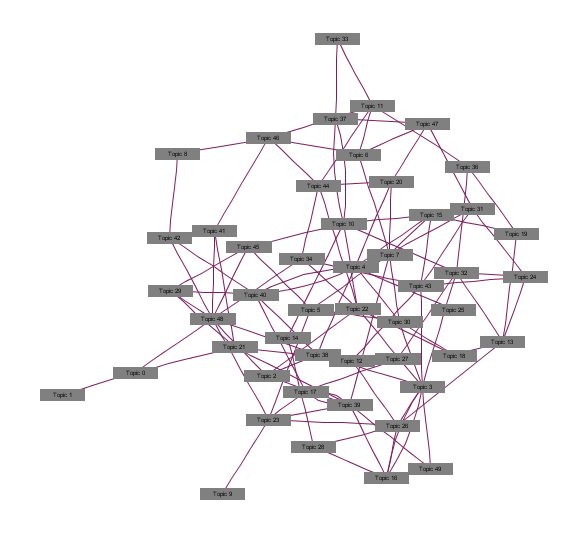 Topic 33
Topic 11
Topic 37
Topic 47
Topic 46
Topic 8
Topic 6
Topic 36
Topic 20
Topic 44
Topic 31
Topic 15
Topic 10
Topic 41
Topic 19
Topic 42
Topic 45
Topic 7
Topic 34
Topic 4
Topic 32
Topic 24
Topic 43
Topic 29
Topic 40
Topic 5
Topic 22
Topic 25
Topic 48
Topic 30
Topic 14
Topic 13
Topic 21
Topic 38
Topic 18
Topic 12
Topic 27
Topic 0
Topic 2
Topic 3
Topic 17
Topic 1
Topic 39
Topic 23
Topic 26
Topic 28
Topic 49
Topic 16
Topic 9